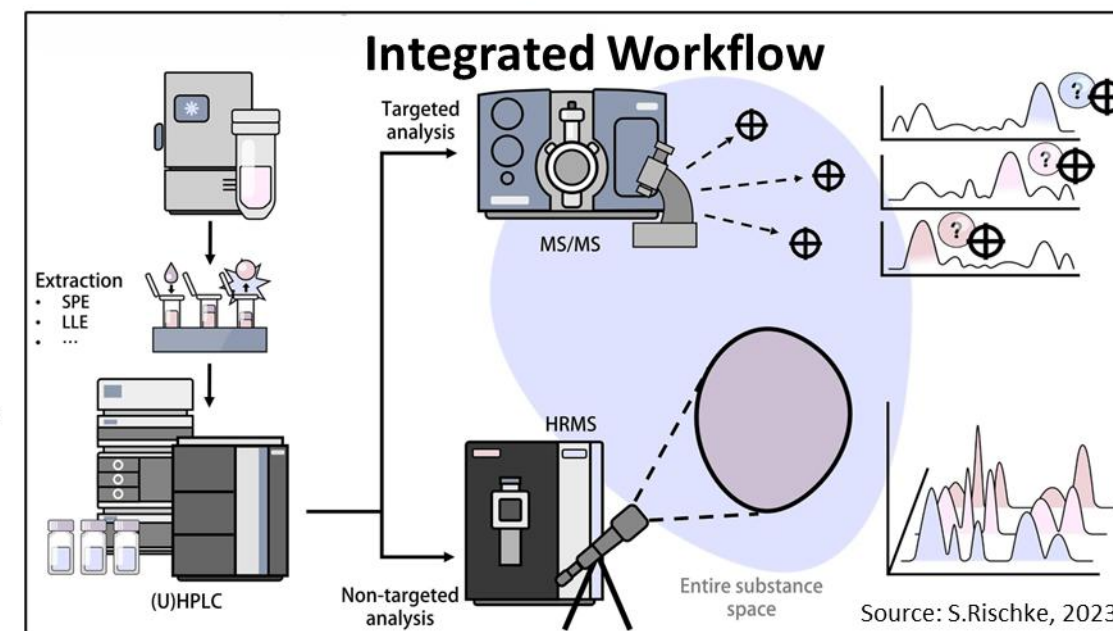 Integrated Workflow
Targeted
analysis
MS/MS
?
?
?
Extraction
• SPE
• LLE
• ...
(U)HPLC
HRMS
Non-targeted
analysis
Entire substance
space
Source: S.Rischke, 2023